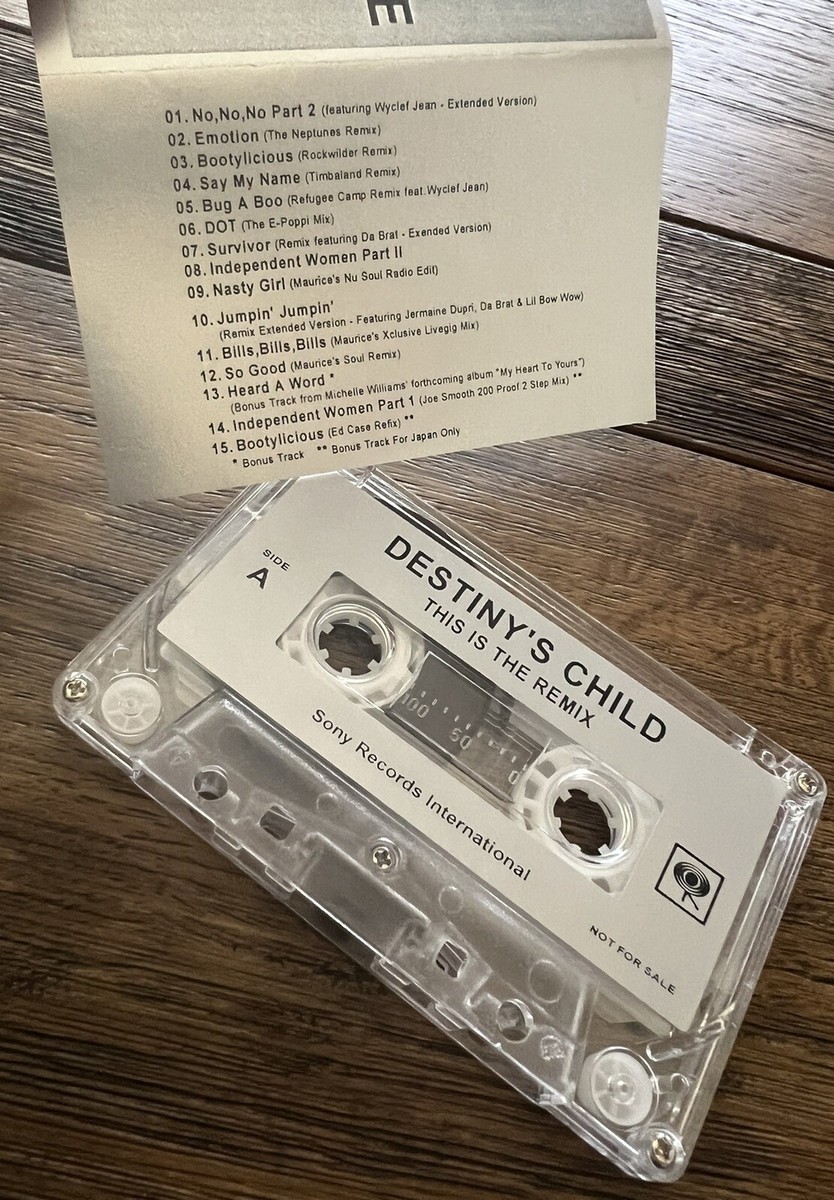 E
01. No,No,No Part 2 (featuring Wyclef Jean - Extended Version)
02. Emotion (The Neptunes Remix)
03. Bootylicious (Rockwilder Remix)
04. Say My Name (Timbaland Remix)
05. Bug A Boo (Refugee Camp Remix feat.Wyclef Jean)
06. DOT (The E-Poppi Mix)
07. Survivor (Remix featuring Da Brat - Exended Version)
08. Independent Women Part II
09. Nasty Girl (Maurice's Nu Soul Radio Edit)
10. Jumpin' Jumpin'
(Remix Extended Version - Featuring Jermaine Dupri, Da Brat & Lil Bow Wow)
11. Bills,Bills,Bills (Maurice's Xclusive Livegig Mix)
12. So Good (Maurice's Soul Remix)
13. Heard A Word *
(Bonus Track from Michelle Williams' forthcoming album "My Heart To Yours")
14. Independent Women Part 1 (Joe Smooth 200 Proof 2 Step Mix) **
15. Bootylicious (Ed Case Refix) **
* Bonus Track ** Bonus Track For Japan Only
SIDE
A
DESTINY'S CHILD
THIS IS THE REMIX
100 50 0
Sony Records International
NOT FOR SALE